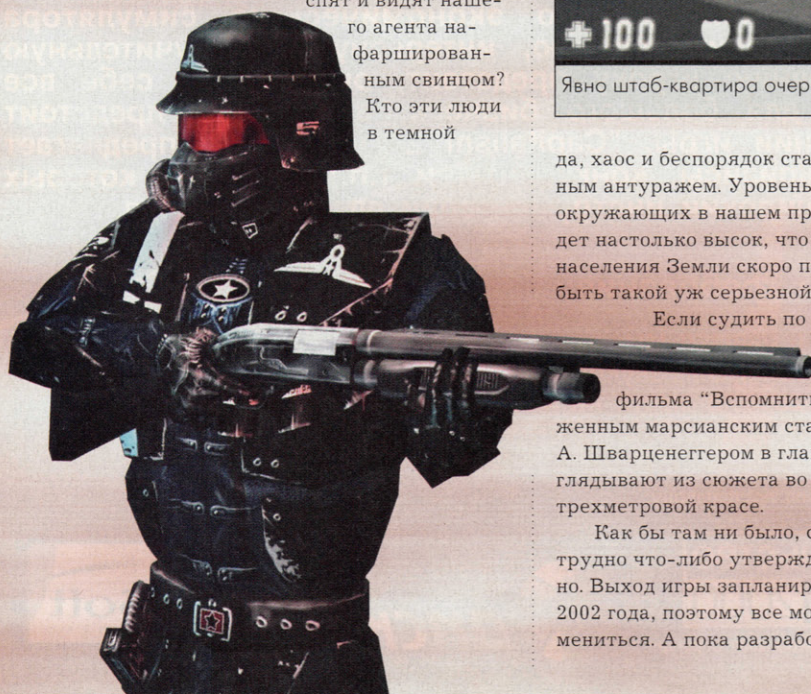 спят и видят наше-
го агента на-
фарширован-
ным свинцом?
Кто эти люди
в темной
100 0
Явно штаб-квартира очер
да, хаос и беспорядок ста
ным антуражем. Уровень
окружающих в нашем пр
дет настолько высок, что
населения Земли скоро п
быть такой уж серьезной
Если судить по
фильма “Вспомнит
женным марсианским ста
А. Шварценеггером в гла
глядывают из сюжета во
трехметровой красе.
Как бы там ни было, с
трудно что-либо утвержд
но. Выход игры запланир
2002 года, поэтому все мо
мениться. А пока разрабо